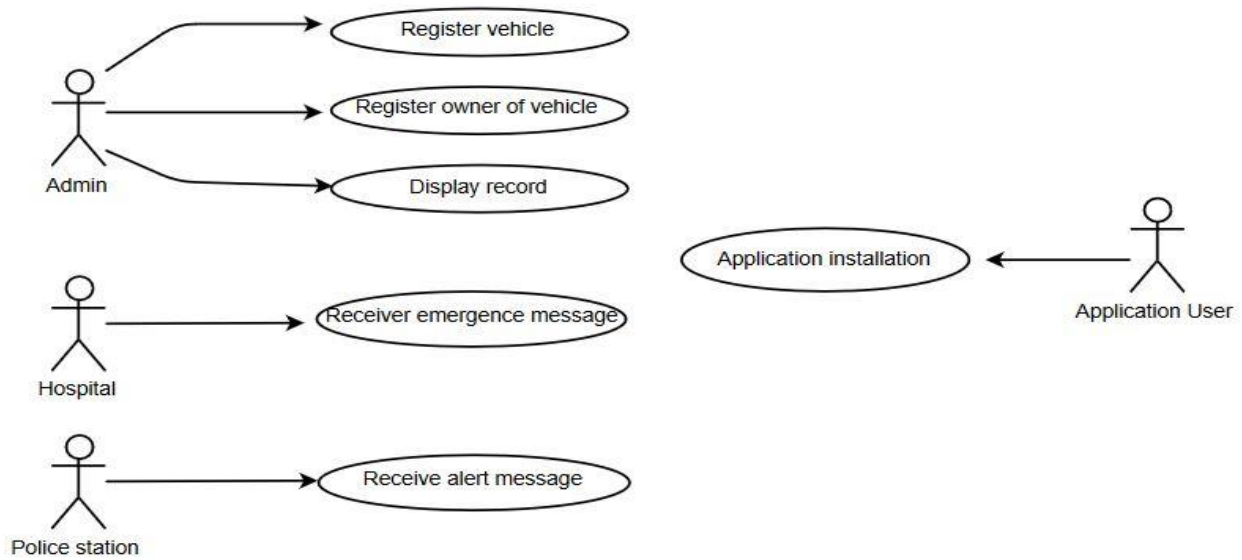 Register vehicle
Register owner of vehicle
Admin
Display record
Application installation
Application User
Receiver emergence message
Hospital
Receive alert message
Police station